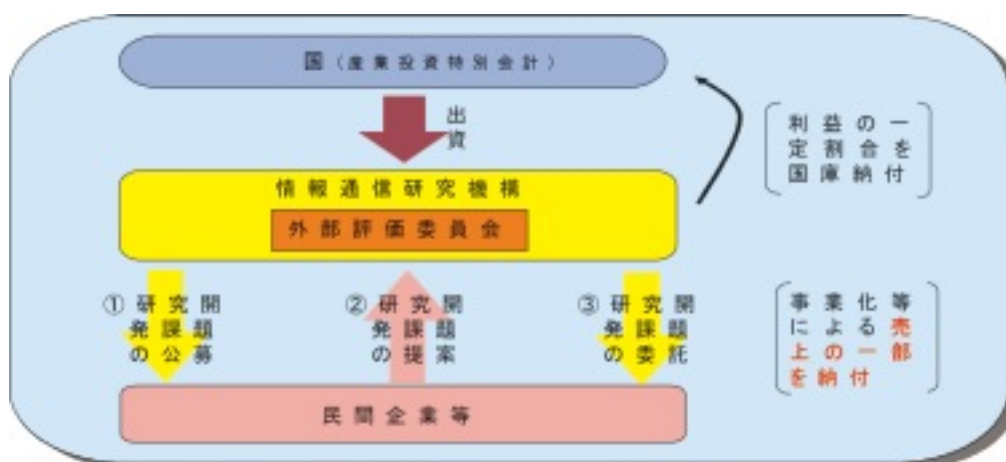 国(産業投資特別会計)
出
資
利益の一
定割合を
国庫納付
情報通信研究機構
外部評価委員会
①研究開
発課題
の公募
②研究開
発課題
の提案
③研究開
発課題
の委託
事業化等
による売
上の一部
を納付
民間企業等